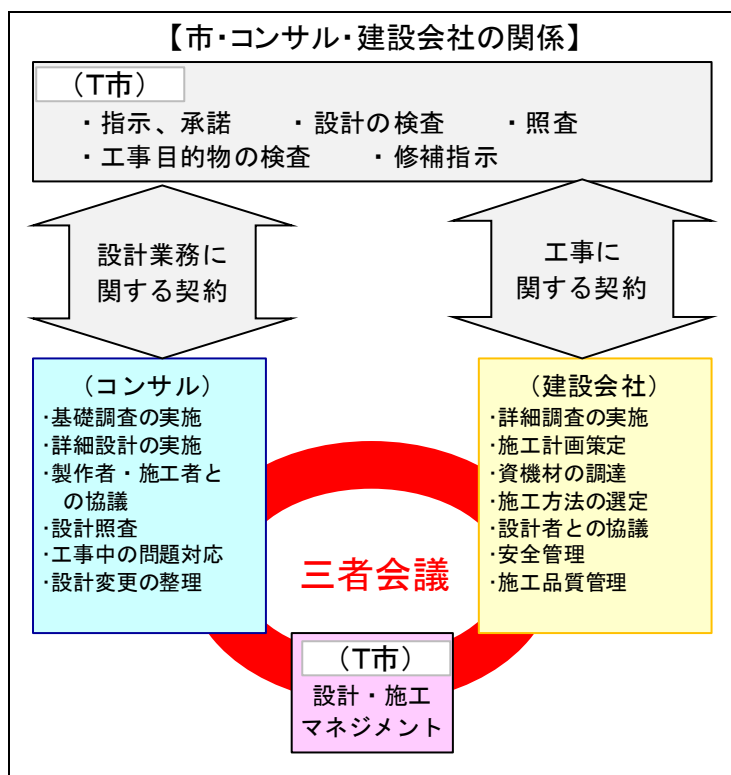 【市・コンサル・建設会社の関係】
（T市）
・指示、承諾　・設計の検査　・照査
・工事目的物の検査　・修補指示
設計業務に
関する契約
工事に
関する契約
（コンサル）
・基礎調査の実施
・詳細設計の実施
・製作者・施工者と
の協議
・設計照査
・工事中の問題対応
・設計変更の整理
（建設会社）
・詳細調査の実施
・施工計画策定
・資機材の調達
・施工方法の選定
・設計者との協議
・安全管理
・施工品質管理
三者会議
（T市）
設計・施工
マネジメント